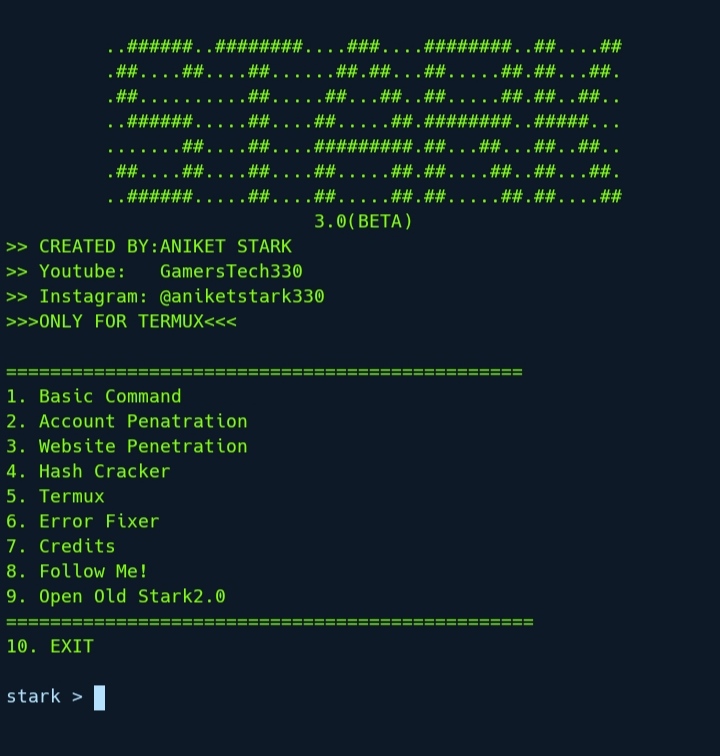 ..######..########....###....########..##....##
.##....##....##......##.##...##.....##.##...##.
.##..........##.....##...##..##.....##.##..##..
..######.....##....##.....##.########..#####...
.......##....##....#########.##...##...##..##..
.##....##....##....##.....##.##....##..##...##.
..######.....##....##.....##.##.....##.##....##
3.0(BETA)
>> CREATED BY:ANIKET STARK
>> Youtube:   GamersTech330
>> Instagram: @aniketstark330
>>>ONLY FOR TERMUX<<<
===============================================
1. Basic Command
2. Account Penatration
3. Website Penetration
4. Hash Cracker
5. Termux
6. Error Fixer
7. Credits
8. Follow Me!
9. Open Old Stark2.0
================================================
10. EXIT
stark >